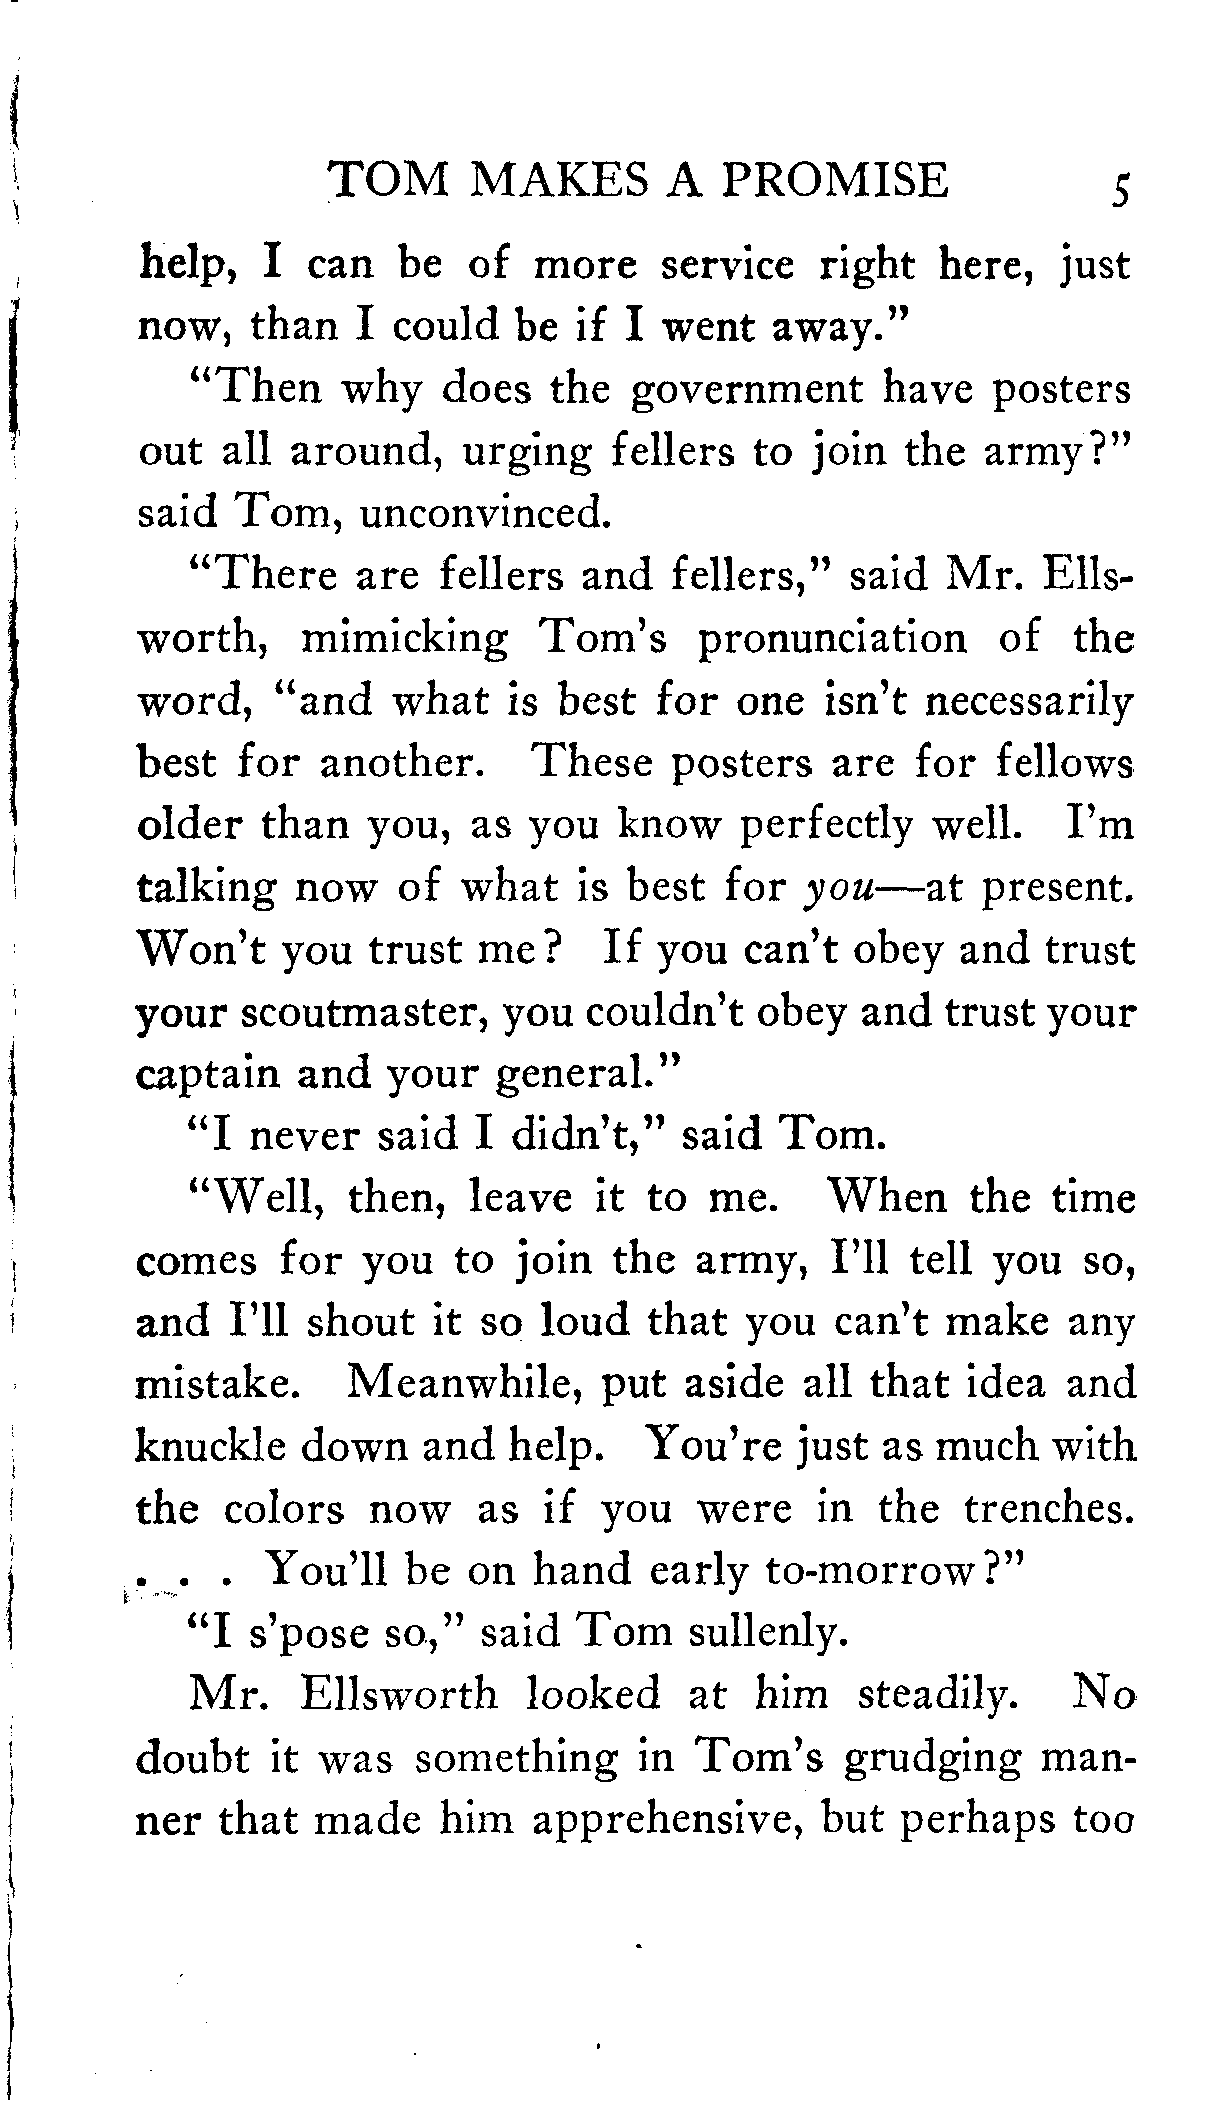 TOM MAKES A PROMISE 5
help, I can be of more service right here, just
now, than I could be if I went away."
"Then why does the government have posters
out all around, urging fellers to join the army?"
said Tom, unconvinced.
"There are fellers and fellers," said Mr. Ells-
worth, mimicking Tom's pronunciation of the
word, "and what is best for one isn't necessarily
best for another. These posters are for fellows
older than you, as you know perfectly well. I'm
talking now of what is best for you—at present.
Won't you trust me? If you can't obey and trust
your scoutmaster, you couldn't obey and trust your
captain and your general."
"I never said I didn't," said Tom.
"Well, then, leave it to me. When the time
comes for you to join the army, I'll tell you so,
and I'll shout it so loud that you can't make any
mistake. Meanwhile, put aside all that idea and
knuckle down and help. You're just as much with
the colors now as if you were in the trenches.
. . . You'll be on hand early to-morrow?"
"I s'pose so," said Tom sullenly.
Mr. Ellsworth looked at him steadily. No
doubt it was something in Tom's grudging man-
ner that made him apprehensive, but perhaps too